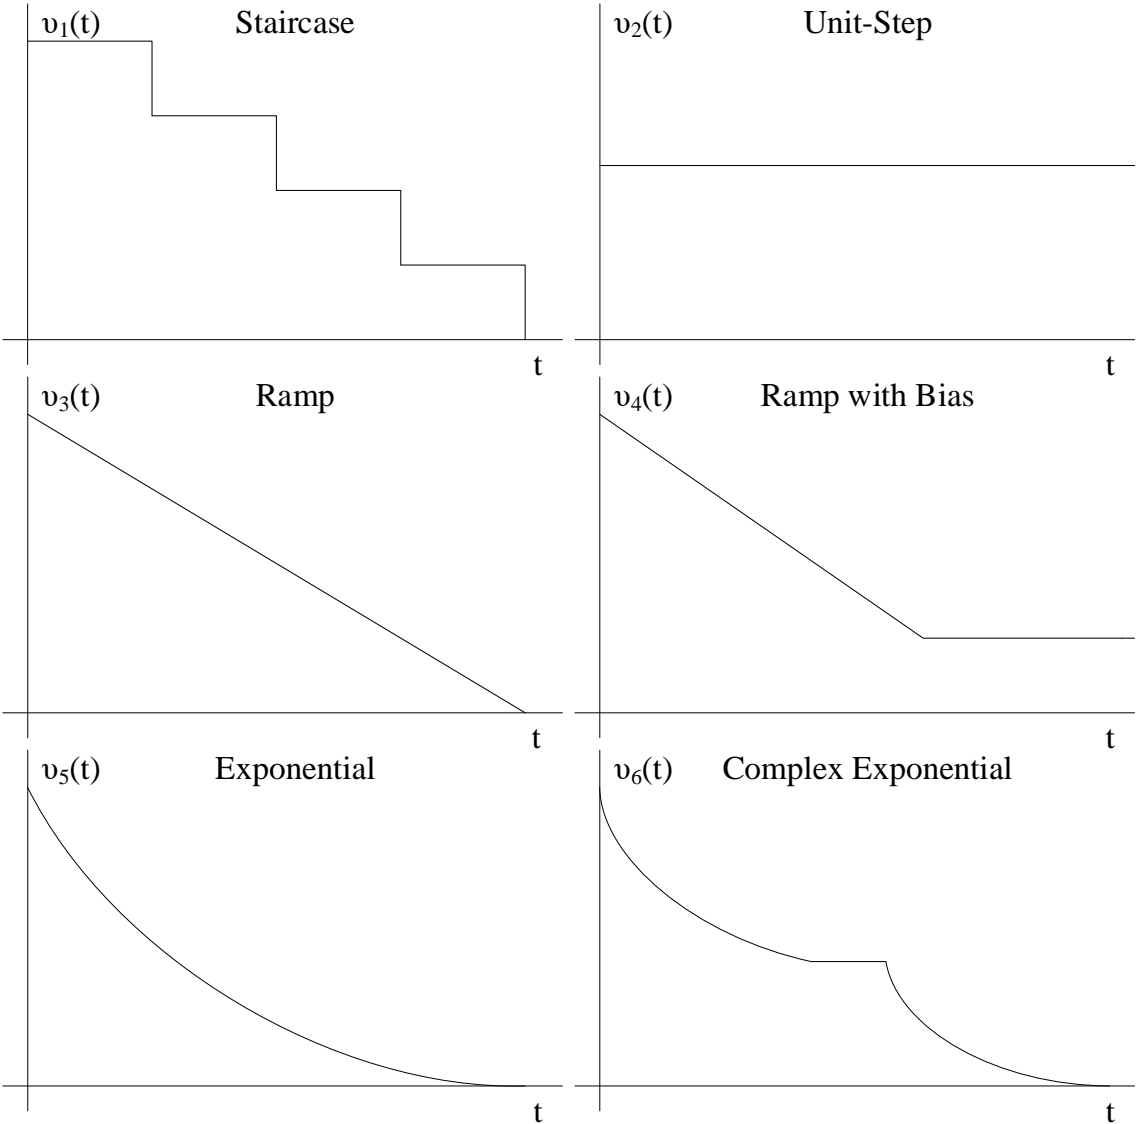 υ₁(t) Staircase
υ₂(t) Unit-Step
t
t
υ₃(t) Ramp
υ₄(t) Ramp with Bias
t
t
υ₅(t) Exponential
υ₆(t) Complex Exponential
t
t